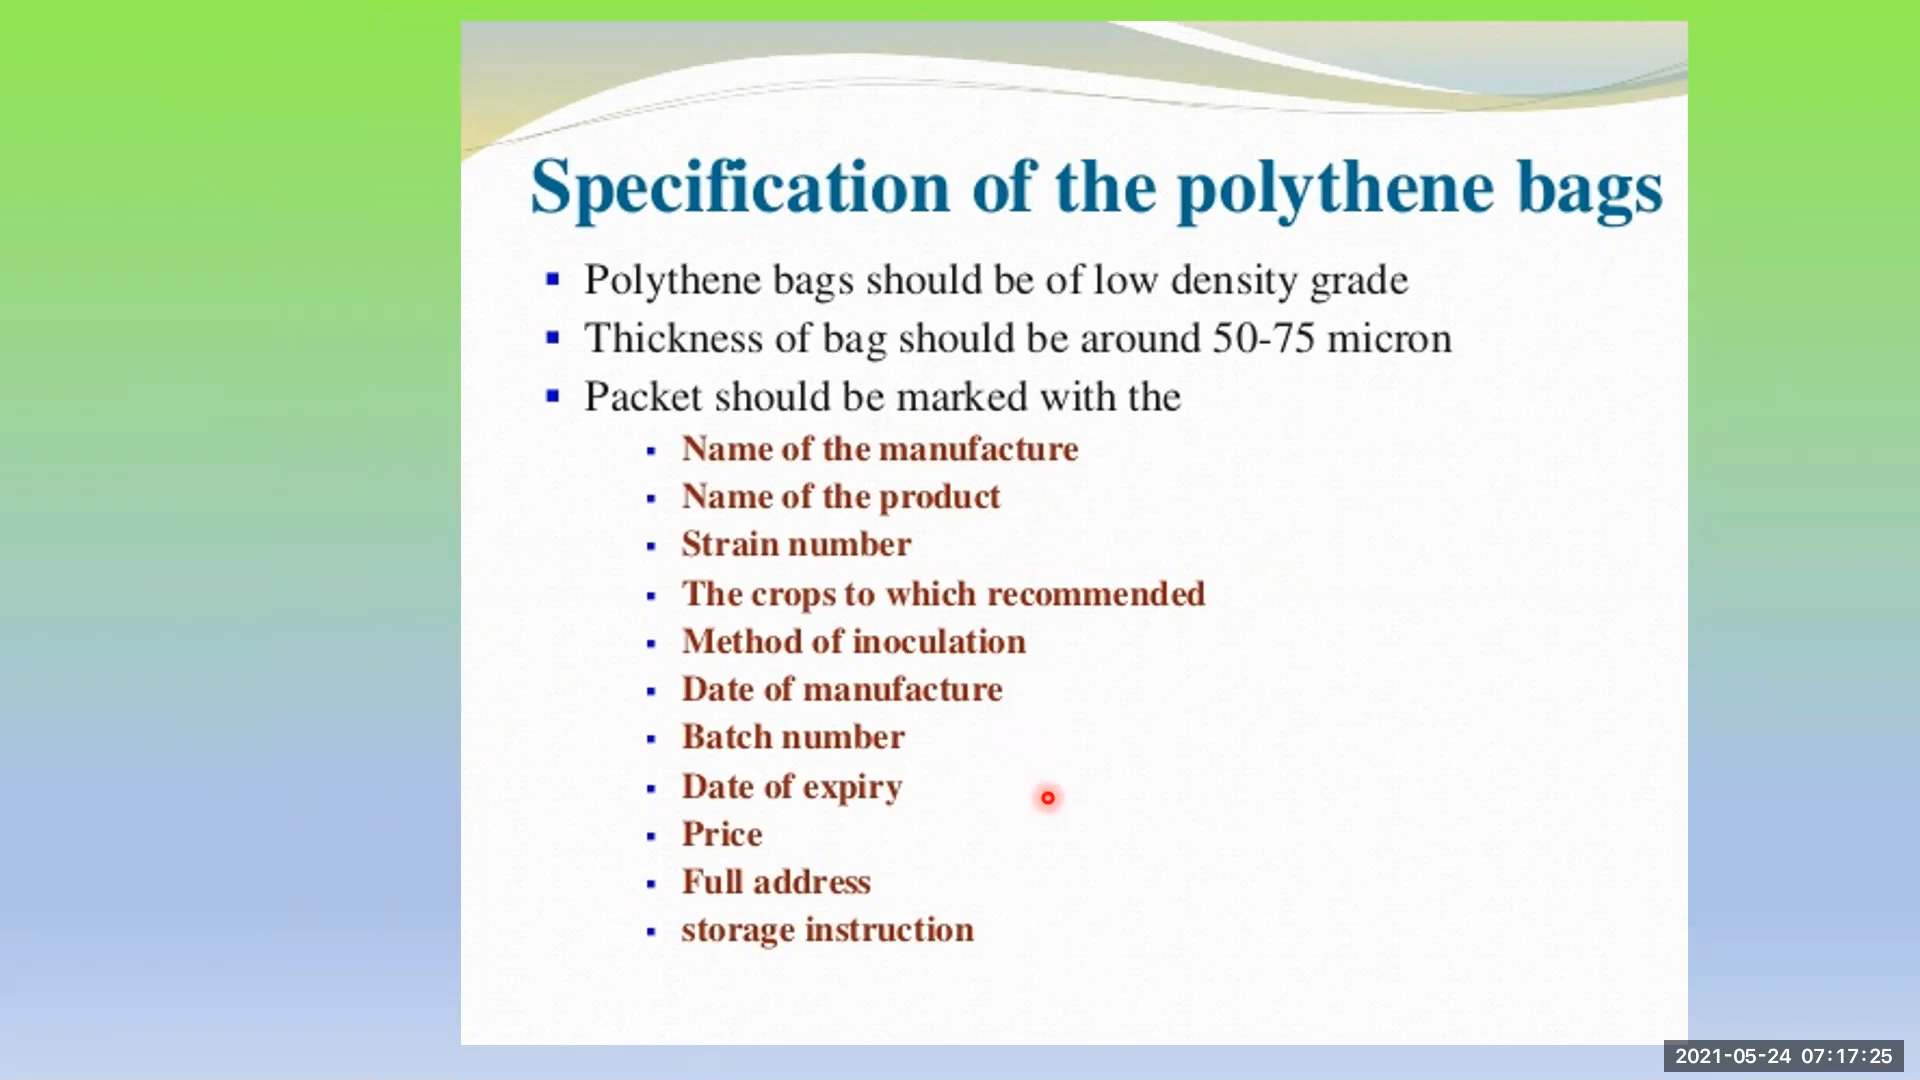 Specification of the polythene bags
Polythene bags should be of low density grade
Thickness of bag should be around 50-75 micron
Packet should be marked with the
Name of the manufacture
Name of the product
Strain number
The crops to which recommended
Method of inoculation
Date of manufacture
Batch number
Date of expiry
Price
Full address
storage instruction
2021-05-24 07:17:25